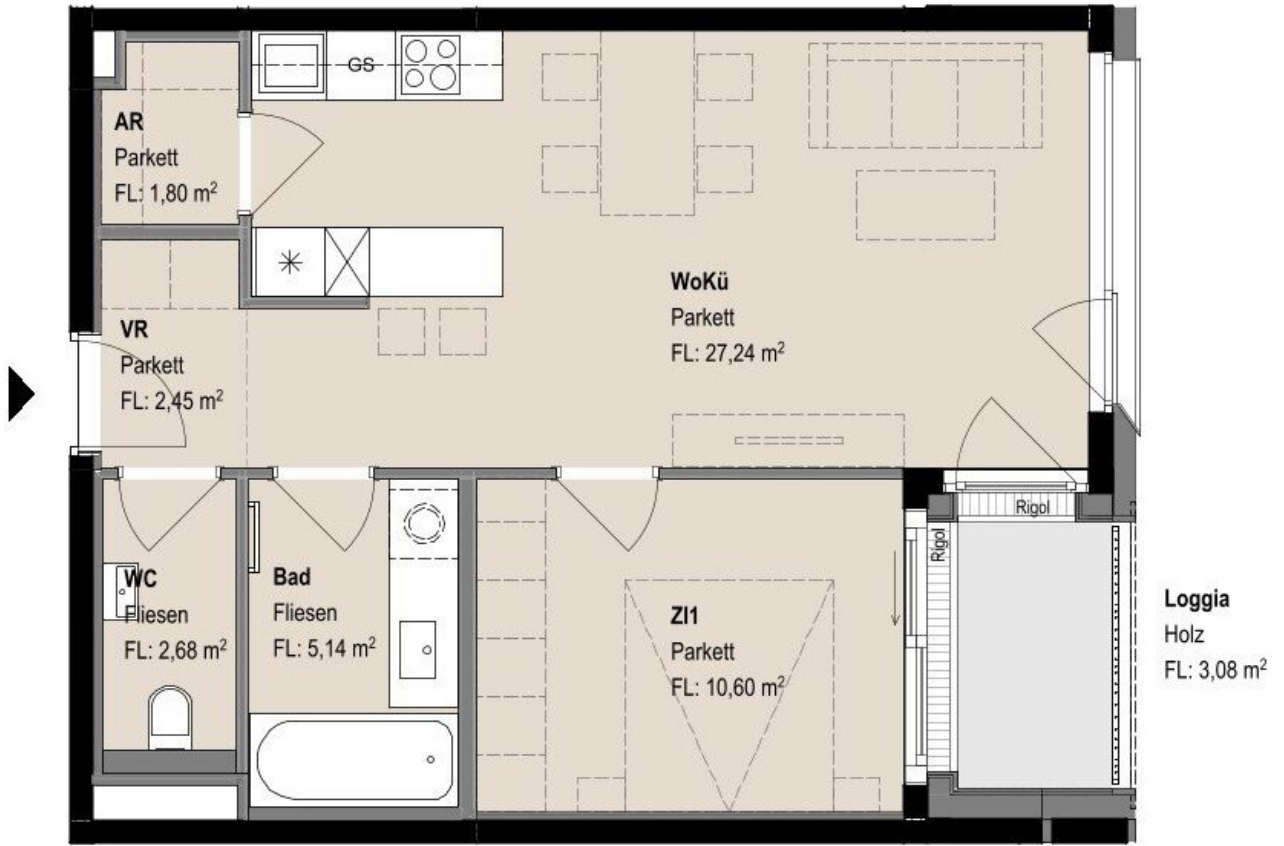 GS
AR
Parkett
FL: 1,80 m²
WoKü
Parkett
FL: 27,24 m²
VR
Parkett
FL: 2,45 m²
Rigol
Rigol
WC
Fliesen
FL: 2,68 m²
Bad
Fliesen
FL: 5,14 m²
ZI1
Parkett
FL: 10,60 m²
Loggia
Holz
FL: 3,08 m²